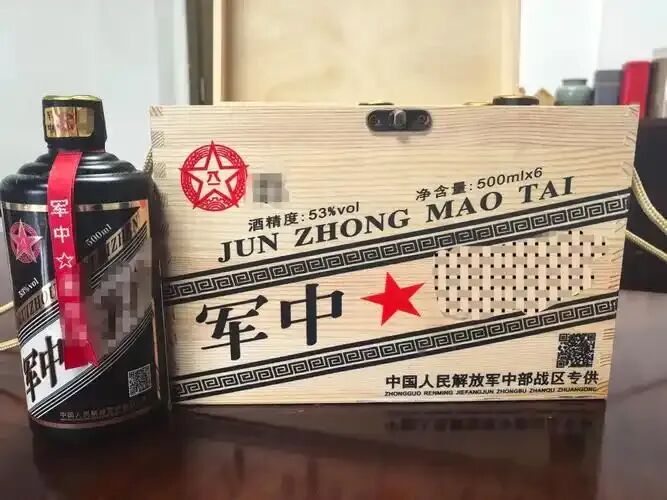 军中
500ml
53%vol
军中
八一
酒精度:53%vol
净含量:500mlx6
JUN ZHONG MAO TAI
军中
中国人民解放军中部战区专供
ZHONGGUO RENMING JIEFANGJUN ZHONGBU ZHANQU ZHUANGONG